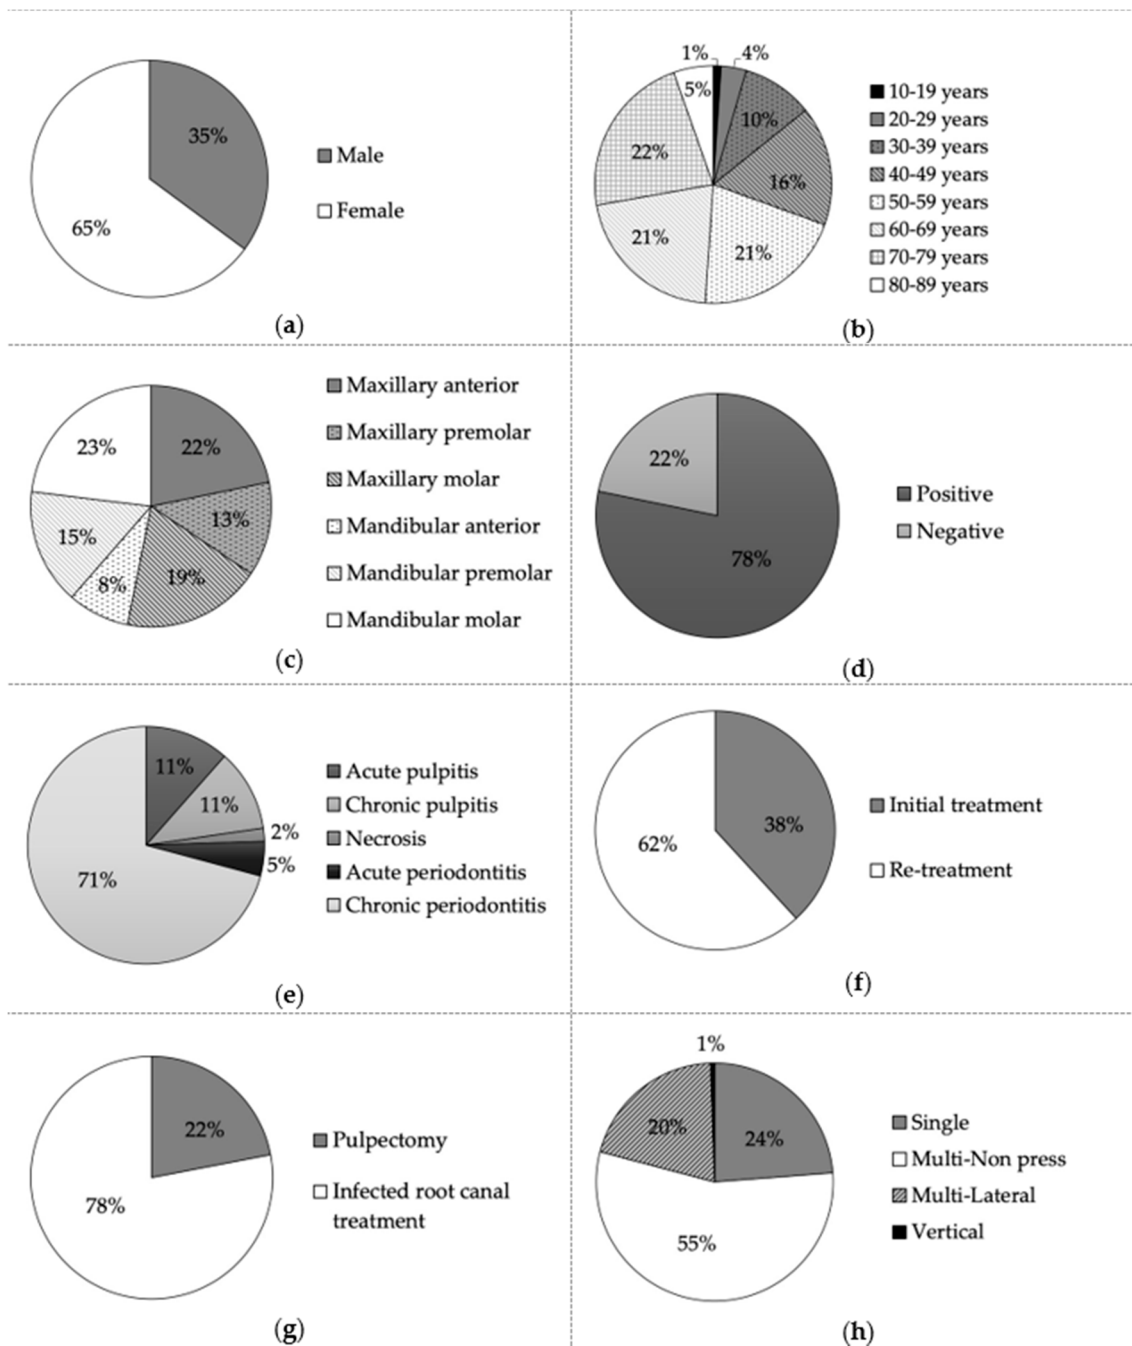 35%
65%
Male
Female
(a)
1%
4%
5%
10%
22%
16%
21%
21%
10-19 years
20-29 years
30-39 years
40-49 years
50-59 years
60-69 years
70-79 years
80-89 years
(b)
23%
22%
13%
15%
19%
8%
Maxillary anterior
Maxillary premolar
Maxillary molar
Mandibular anterior
Mandibular premolar
Mandibular molar
(c)
22%
78%
Positive
Negative
(d)
11%
11%
2%
5%
71%
Acute pulpitis
Chronic pulpitis
Necrosis
Acute periodontitis
Chronic periodontitis
(e)
38%
62%
Initial treatment
Re-treatment
(f)
22%
78%
Pulpectomy
Infected root canal
treatment
(g)
1%
20%
24%
55%
Single
Multi-Non press
Multi-Lateral
Vertical
(h)